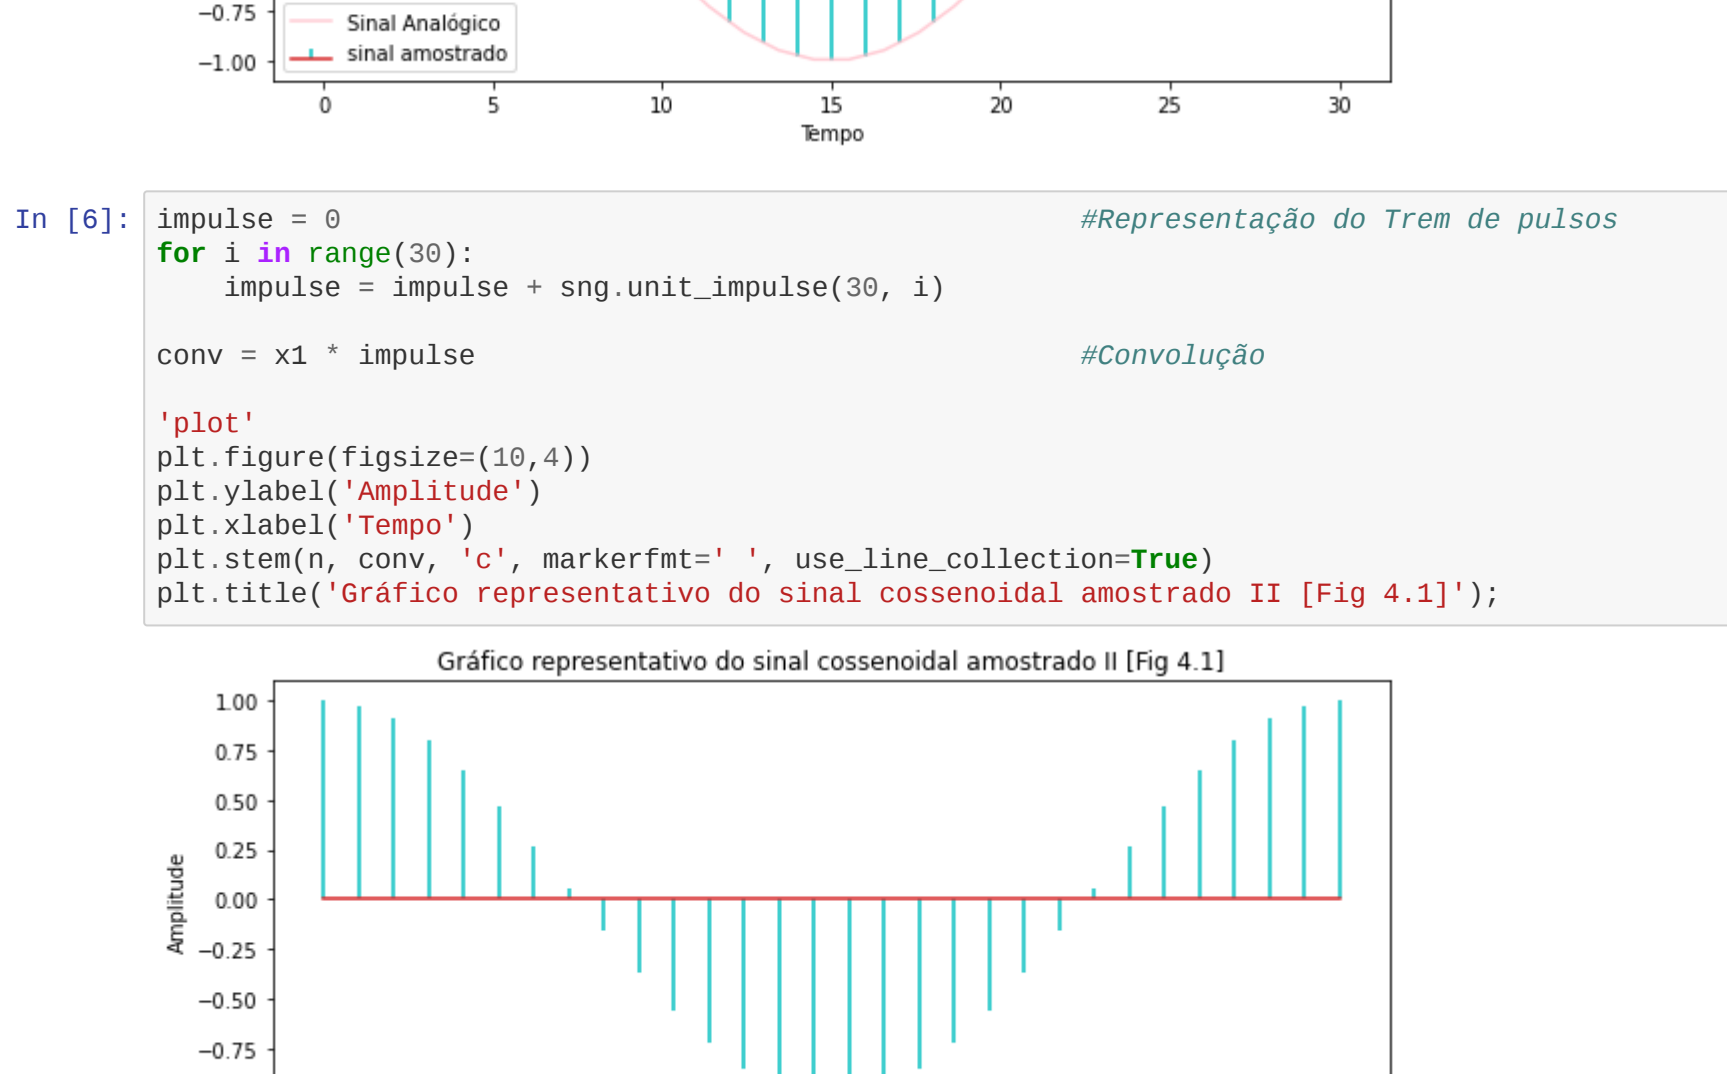 −0.75
Sinal Analógico
sinal amostrado
−1.00
0 5 10 15 20 25 30
Tempo
In [6]: impulse = 0 #Representação do Trem de pulsos
for i in range(30):
    impulse = impulse + sng.unit_impulse(30, i)
conv = x1 * impulse #Convolução
'plot'
plt.figure(figsize=(10,4))
plt.ylabel('Amplitude')
plt.xlabel('Tempo')
plt.stem(n, conv, 'c', markerfmt=' ', use_line_collection=True)
plt.title('Gráfico representativo do sinal cossenoidal amostrado II [Fig 4.1]');
Gráfico representativo do sinal cossenoidal amostrado II [Fig 4.1]
1.00
0.75
0.50
0.25
0.00
−0.25
−0.50
−0.75
Amplitude